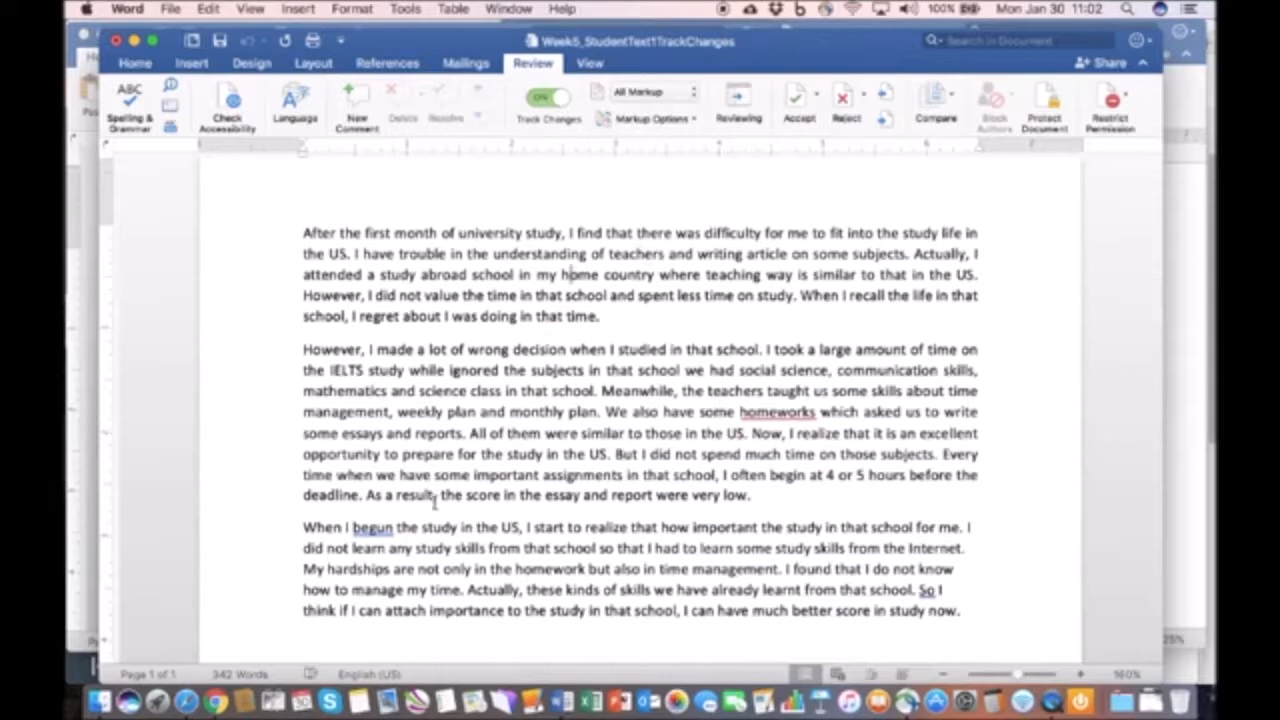 Word File Edit View Insert Format Tools Table Window Help 100% Mon Jan 30 11:02
Week5_StudentText1TrackChanges Search in Document
Home Insert Design Layout References Mailings Review View Share
ABC ON All Markup
Spelling & Grammar Check Accessibility Language New Comment Delete Resolve Track Changes Markup Options Reviewing Accept Reject Compare Block Authors Protect Document Restrict Permission
After the first month of university study, I find that there was difficulty for me to fit into the study life in
the US. I have trouble in the understanding of teachers and writing article on some subjects. Actually, I
attended a study abroad school in my home country where teaching way is similar to that in the US.
However, I did not value the time in that school and spent less time on study. When I recall the life in that
school, I regret about I was doing in that time.
However, I made a lot of wrong decision when I studied in that school. I took a large amount of time on
the IELTS study while ignored the subjects in that school we had social science, communication skills,
mathematics and science class in that school. Meanwhile, the teachers taught us some skills about time
management, weekly plan and monthly plan. We also have some homeworks which asked us to write
some essays and reports. All of them were similar to those in the US. Now, I realize that it is an excellent
opportunity to prepare for the study in the US. But I did not spend much time on those subjects. Every
time when we have some important assignments in that school, I often begin at 4 or 5 hours before the
deadline. As a result, the score in the essay and report were very low.
When I begun the study in the US, I start to realize that how important the study in that school for me. I
did not learn any study skills from that school so that I had to learn some study skills from the Internet.
My hardships are not only in the homework but also in time management. I found that I do not know
how to manage my time. Actually, these kinds of skills we have already learnt from that school. So I
think if I can attach importance to the study in that school, I can have much better score in study now.
Page 1 of 1 342 Words English (US) 160%